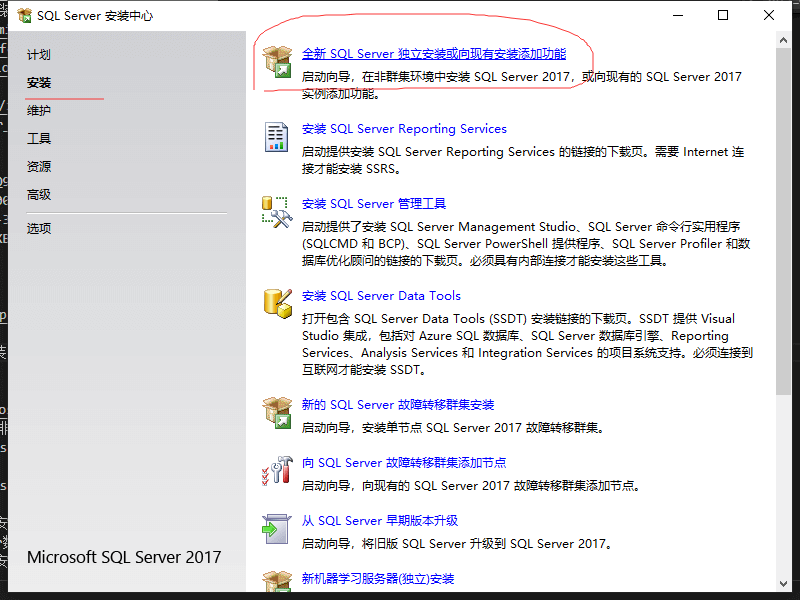 SQL Server 安装中心
计划
安装
维护
工具
资源
高级
选项
Microsoft SQL Server 2017
全新 SQL Server 独立安装或向现有安装添加功能
启动向导，在非群集环境中安装 SQL Server 2017，或向现有的 SQL Server 2017
实例添加功能。
安装 SQL Server Reporting Services
启动提供安装 SQL Server Reporting Services 的链接的下载页。需要 Internet 连
接才能安装 SSRS。
安装 SQL Server 管理工具
启动提供了安装 SQL Server Management Studio、SQL Server 命令行实用程序
(SQLCMD 和 BCP)、SQL Server PowerShell 提供程序、SQL Server Profiler 和数
据库优化顾问的链接的下载页。必须具有内部连接才能安装这些工具。
安装 SQL Server Data Tools
打开包含 SQL Server Data Tools (SSDT) 安装链接的下载页。SSDT 提供 Visual
Studio 集成，包括对 Azure SQL 数据库、SQL Server 数据库引擎、Reporting
Services、Analysis Services 和 Integration Services 的项目系统支持。必须连接到
互联网才能安装 SSDT。
新的 SQL Server 故障转移群集安装
启动向导，安装单节点 SQL Server 2017 故障转移群集。
向 SQL Server 故障转移群集添加节点
启动向导，向现有的 SQL Server 2017 故障转移群集添加节点。
从 SQL Server 早期版本升级
启动向导，将旧版 SQL Server 升级到 SQL Server 2017。
新机器学习服务器(独立)安装